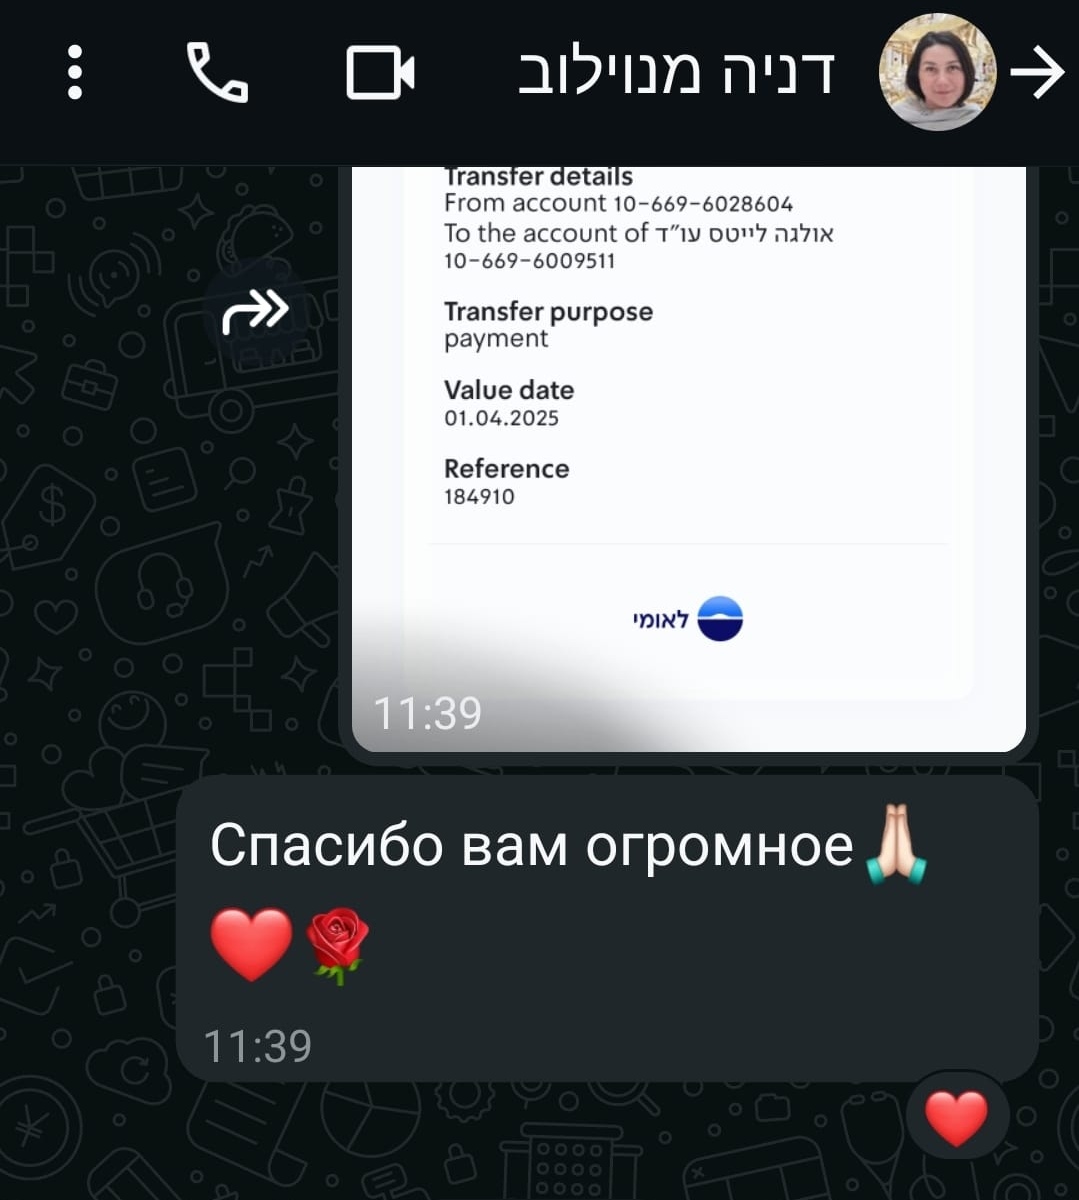 דניה מנוילוב
Transfer details
From account 10-669-6028604
To the account of אולגה לייטס עו"ד
10-669-6009511
Transfer purpose
payment
Value date
01.04.2025
Reference
184910
לאומי
11:39
Спасибо вам огромное🙏🏻
❤️🌹
11:39
❤️